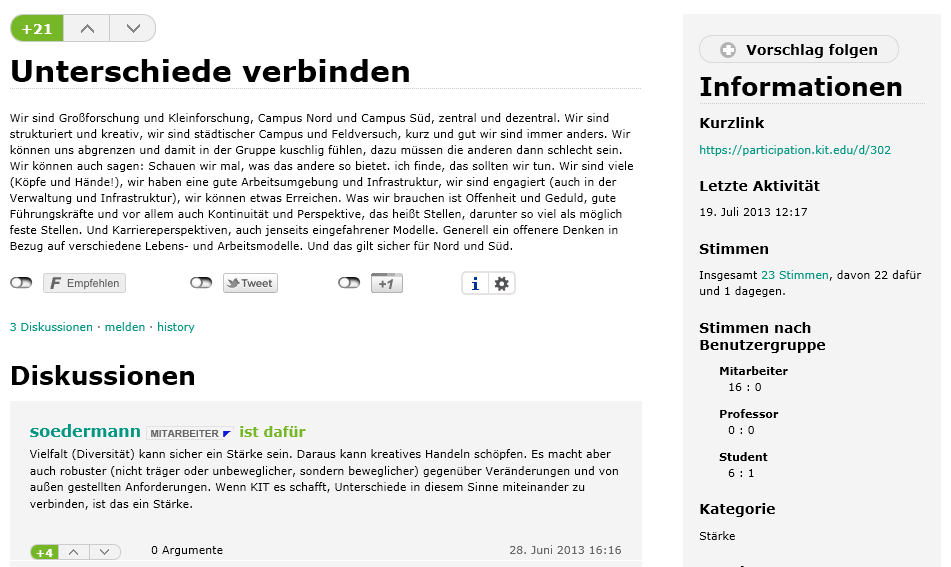 +21
Unterschiede verbinden
Wir sind Großforschung und Kleinforschung, Campus Nord und Campus Süd, zentral und dezentral. Wir sind
strukturiert und kreativ, wir sind städtischer Campus und Feldversuch, kurz und gut wir sind immer anders. Wir
können uns abgrenzen und damit in der Gruppe kuschlig fühlen, dazu müssen die anderen dann schlecht sein.
Wir können auch sagen: Schauen wir mal, was das andere so bietet. ich finde, das sollten wir tun. Wir sind viele
(Köpfe und Hände!), wir haben eine gute Arbeitsumgebung und Infrastruktur, wir sind engagiert (auch in der
Verwaltung und Infrastruktur), wir können etwas Erreichen. Was wir brauchen ist Offenheit und Geduld, gute
Führungskräfte und vor allem auch Kontinuität und Perspektive, das heißt Stellen, darunter so viel als möglich
feste Stellen. Und Karriereperspektiven, auch jenseits eingefahrener Modelle. Generell ein offenere Denken in
Bezug auf verschiedene Lebens- und Arbeitsmodelle. Und das gilt sicher für Nord und Süd.
F Empfehlen
Tweet
+1
i
3 Diskussionen · melden · history
Diskussionen
soedermann MITARBEITER ist dafür
Vielfalt (Diversität) kann sicher ein Stärke sein. Daraus kann kreatives Handeln schöpfen. Es macht aber
auch robuster (nicht träger oder unbeweglicher, sondern beweglicher) gegenüber Veränderungen und von
außen gestellten Anforderungen. Wenn KIT es schafft, Unterschiede in diesem Sinne miteinander zu
verbinden, ist das ein Stärke.
+4 0 Argumente 28. Juni 2013 16:16
Vorschlag folgen
Informationen
Kurzlink
https://participation.kit.edu/d/302
Letzte Aktivität
19. Juli 2013 12:17
Stimmen
Insgesamt 23 Stimmen, davon 22 dafür
und 1 dagegen.
Stimmen nach
Benutzergruppe
Mitarbeiter
16 : 0
Professor
0 : 0
Student
6 : 1
Kategorie
Stärke